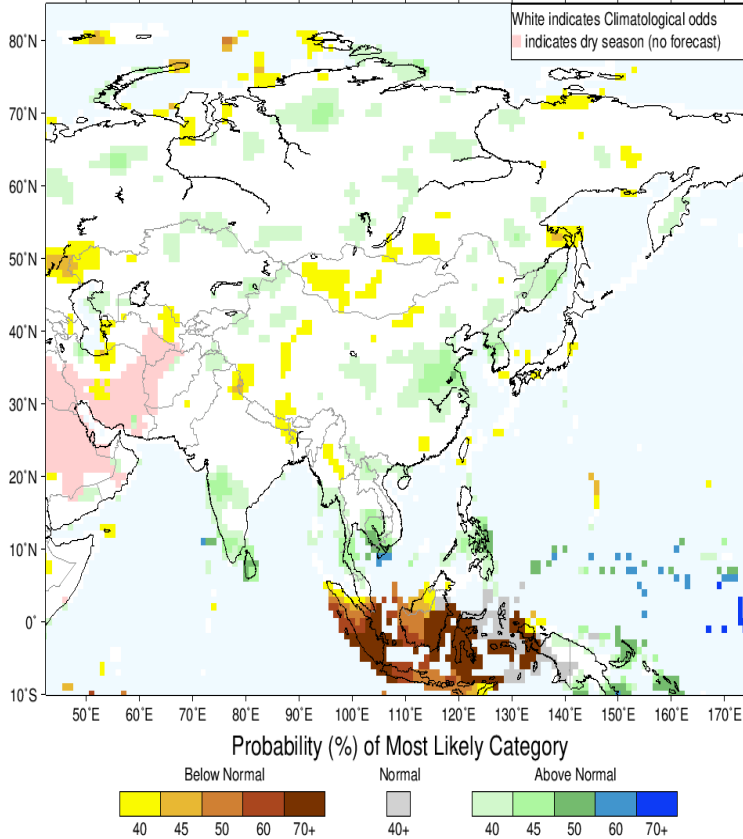 White indicates Climatological odds
indicates dry season (no forecast)
80°N
70°N
60°N
50°N
40°N
30°N
20°N
10°N
0°
10°S
50°E 60°E 70°E 80°E 90°E 100°E 110°E 120°E 130°E 140°E 150°E 160°E 170°E
Probability (%) of Most Likely Category
Below Normal Normal Above Normal
40 45 50 60 70+ 40+ 40 45 50 60 70+